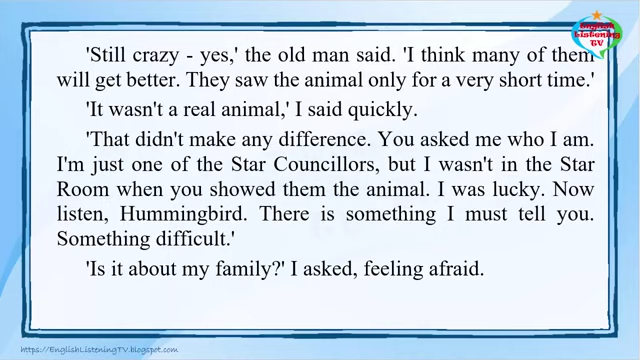 English
Listening
TV
'Still crazy - yes,' the old man said. 'I think many of them
will get better. They saw the animal only for a very short time.'
'It wasn't a real animal,' I said quickly.
'That didn't make any difference. You asked me who I am.
I'm just one of the Star Councillors, but I wasn't in the Star
Room when you showed them the animal. I was lucky. Now
listen, Hummingbird. There is something I must tell you.
Something difficult.'
'Is it about my family?' I asked, feeling afraid.
https://EnglishListeningTV.blogspot.com